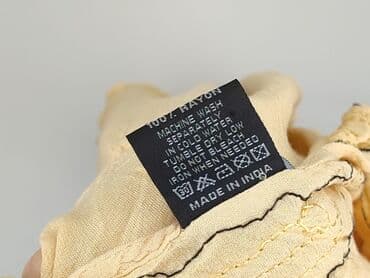 100% RAYON
MACHINE WASH
SEPARATELY
IN COLD WATER
TUMBLE DRY LOW
DO NOT BLEACH
IRON WHEN NEEDED
30
MADE IN INDIA